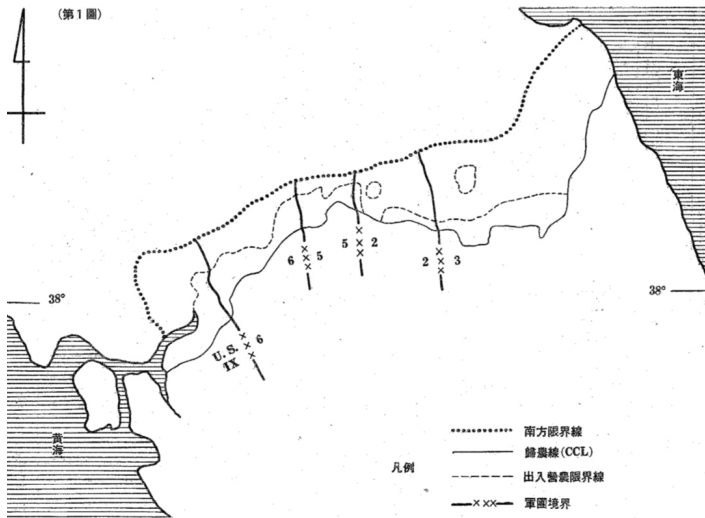 (第1圖)
東海
6 5
5 2
2 3
38°
38°
U. S.
IX
6
黄海
凡例
南方限界線
歸農線(CCL)
出入營農限界線
軍團境界